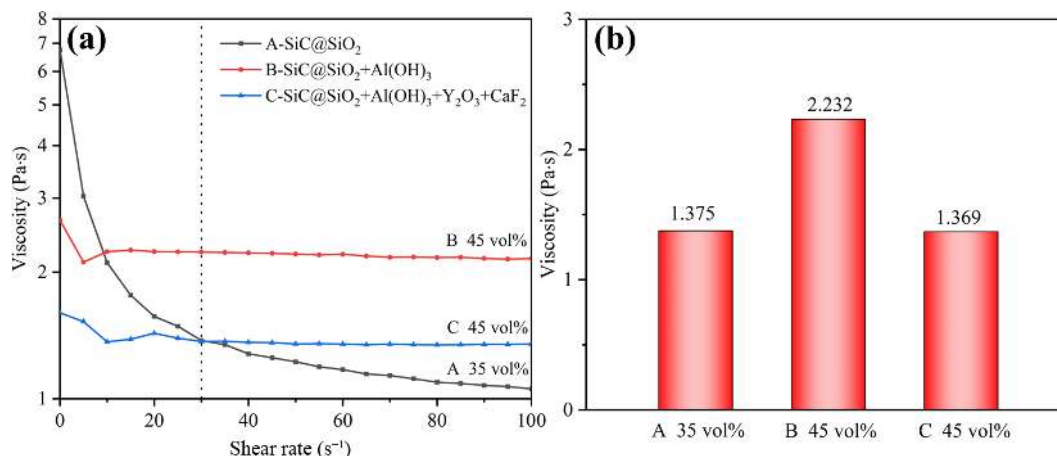 (a)
A-SiC@SiO₂
B-SiC@SiO₂+Al(OH)₃
C-SiC@SiO₂+Al(OH)₃+Y₂O₃+CaF₂
8
7
6
5
4
3
2
1
Viscosity (Pa·s)
B 45 vol%
C 45 vol%
A 35 vol%
0 20 40 60 80 100
Shear rate (s⁻¹)
(b)
3
2
1
0
Viscosity (Pa·s)
1.375
2.232
1.369
A 35 vol% B 45 vol% C 45 vol%